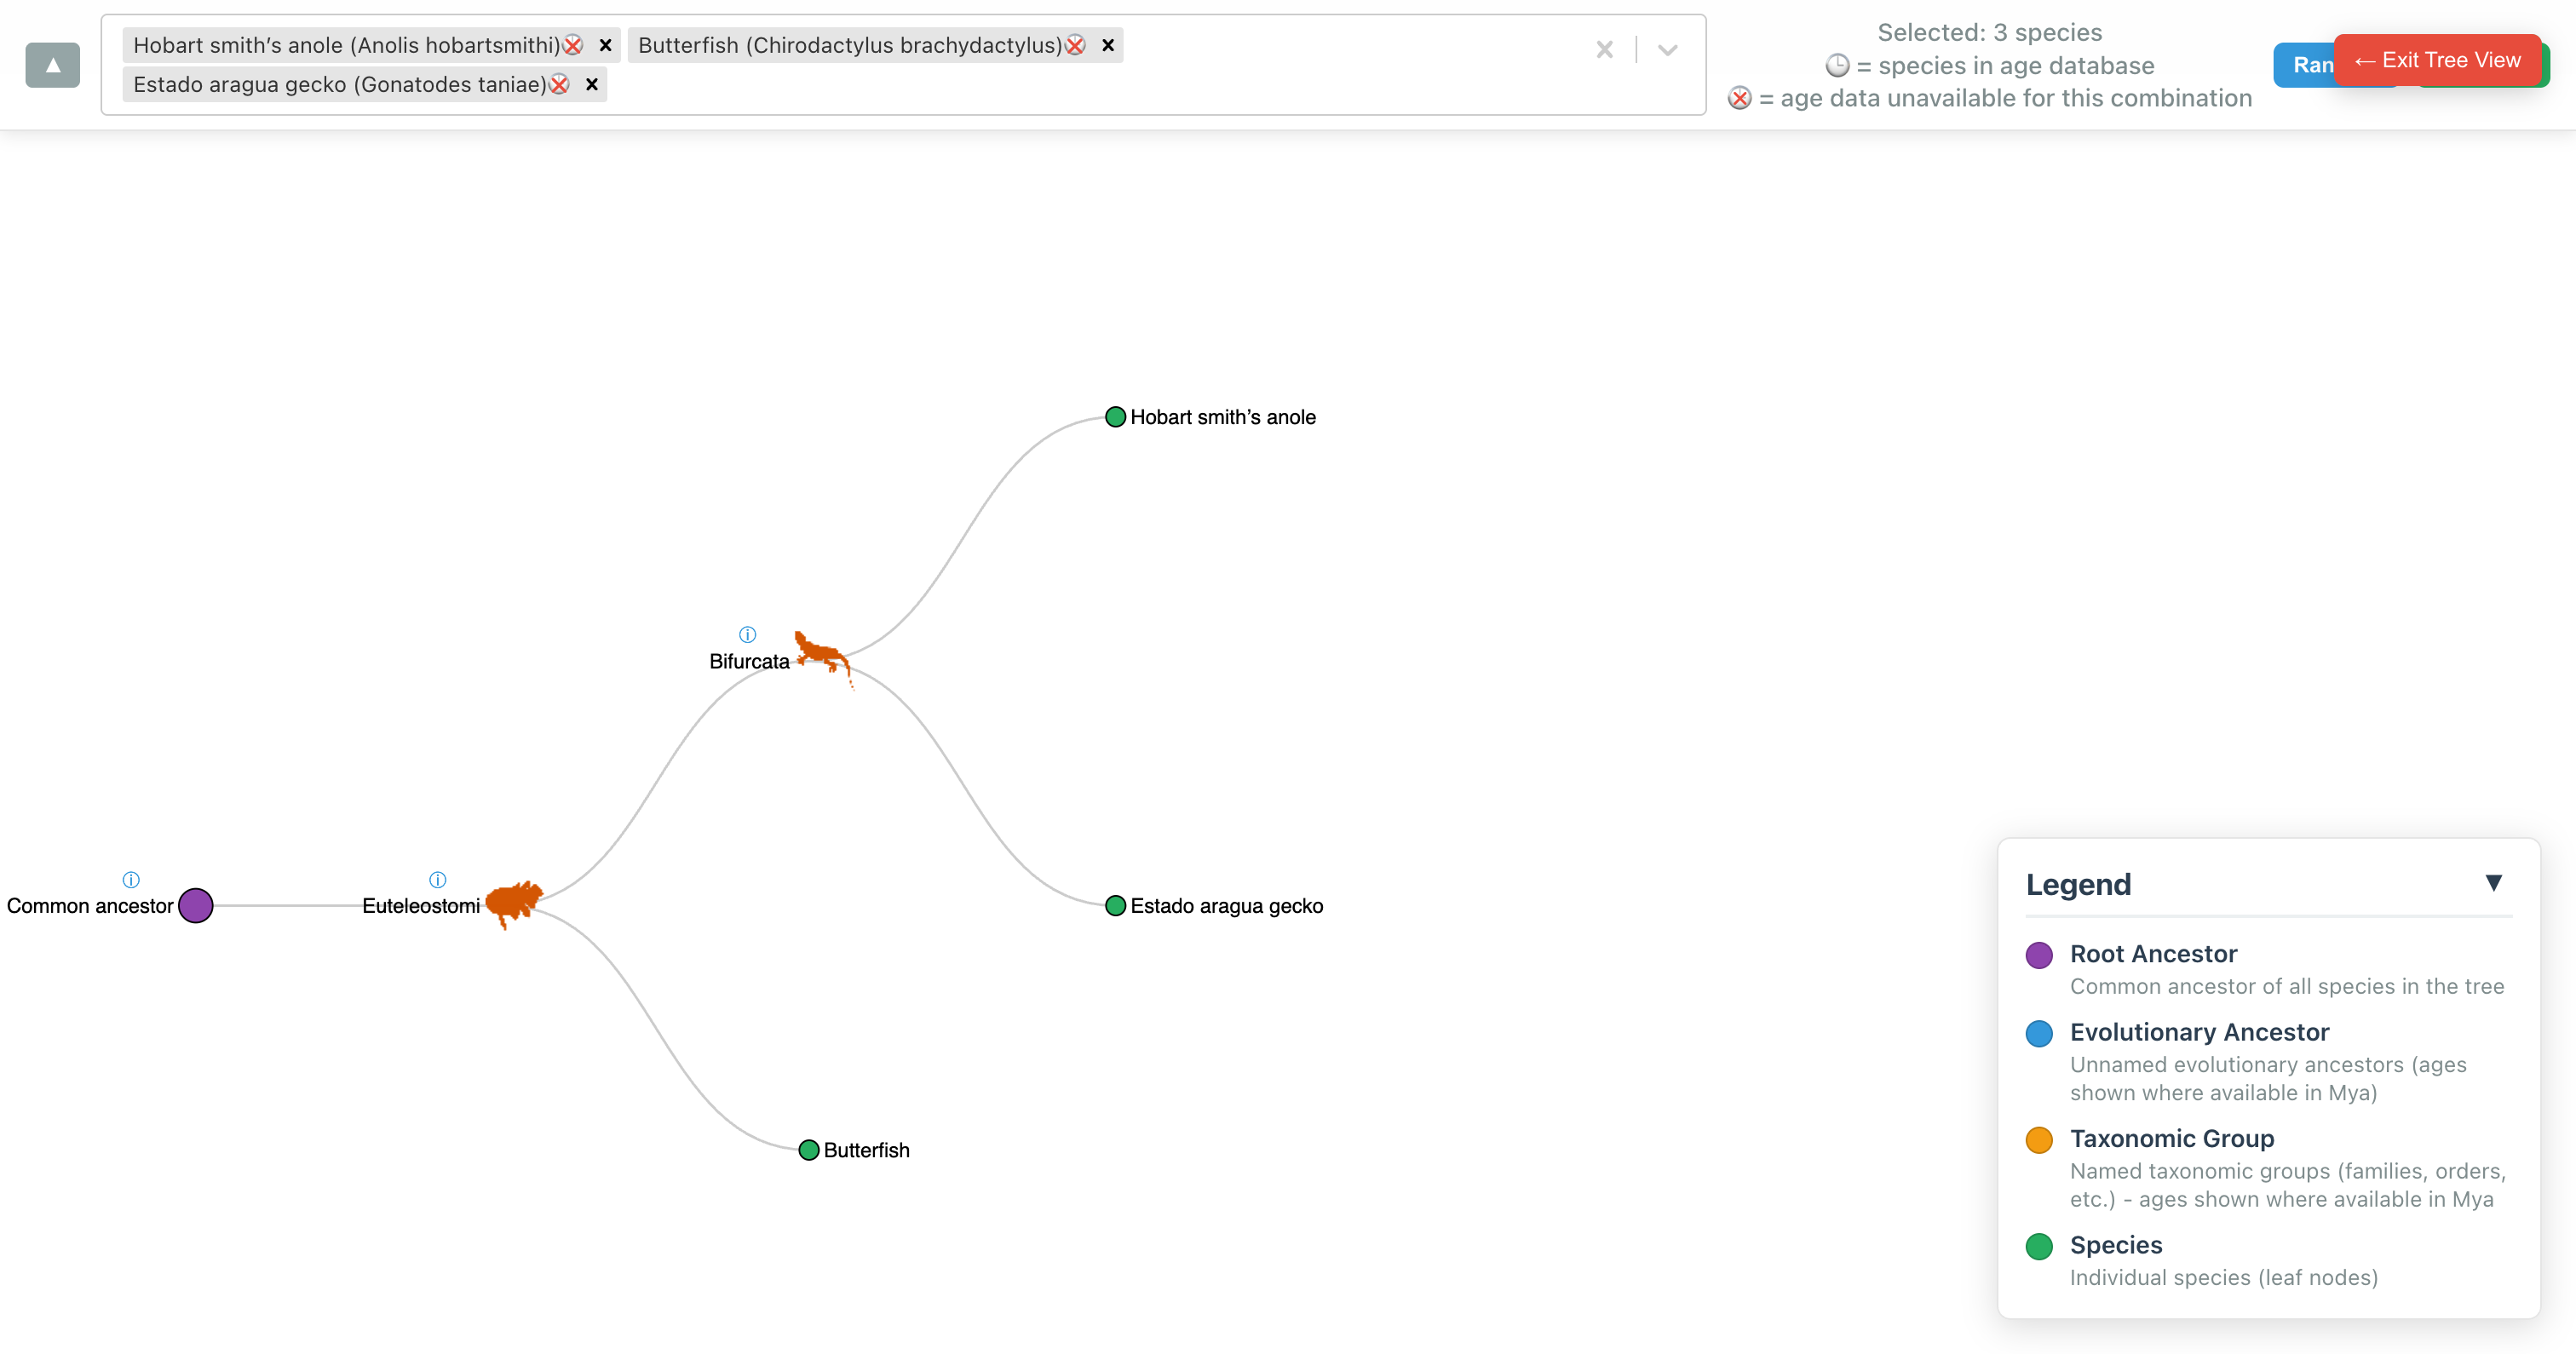 ▲
Hobart smith’s anole (Anolis hobartsmithi) × Butterfish (Chirodactylus brachydactylus) ×
Estado aragua gecko (Gonatodes taniae) ×
Selected: 3 species
🕒 = species in age database
= age data unavailable for this combination
Ran
← Exit Tree View
Hobart smith’s anole
ⓘ
Bifurcata
ⓘ
ⓘ
Common ancestor
Euteleostomi
Estado aragua gecko
Butterfish
Legend ▼
Root Ancestor
Common ancestor of all species in the tree
Evolutionary Ancestor
Unnamed evolutionary ancestors (ages
shown where available in Mya)
Taxonomic Group
Named taxonomic groups (families, orders,
etc.) - ages shown where available in Mya
Species
Individual species (leaf nodes)